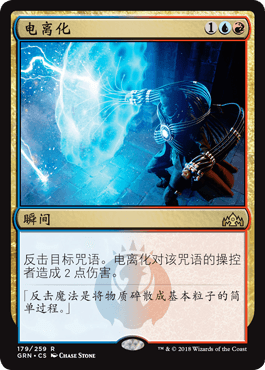 电离化 1
瞬间
反击目标咒语。电离化对该咒语的操控
者造成2点伤害。
「反击魔法是将物质碎散成基本粒子的简
单过程。」
179/259 R
GRN • CS CHASE STONE
™ & © 2018 Wizards of the Coast